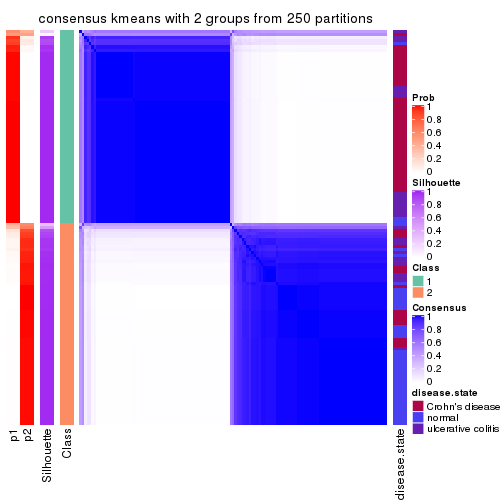 consensus kmeans with 2 groups from 250 partitions
Prob
1
0.8
0.6
0.4
0.2
0
Silhouette
1
0.8
0.6
0.4
0.2
0
Class
1
2
Consensus
1
0.8
0.6
0.4
0.2
0
disease.state
Crohn's disease
normal
ulcerative colitis
p1
p2
Silhouette
Class
disease.state